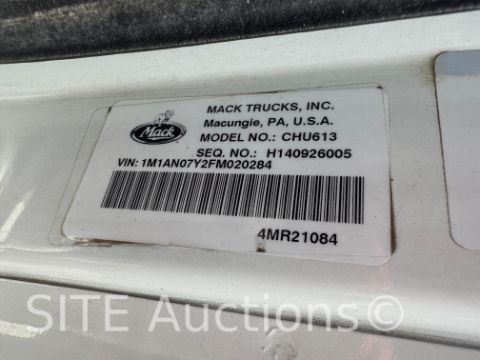 Mack
MACK TRUCKS, INC.
Macungie, PA, U.S.A.
MODEL NO.: CHU613
SEQ. NO.: H140926005
VIN: 1M1AN07Y2FM020284
4MR21084
SITE Auctions.®